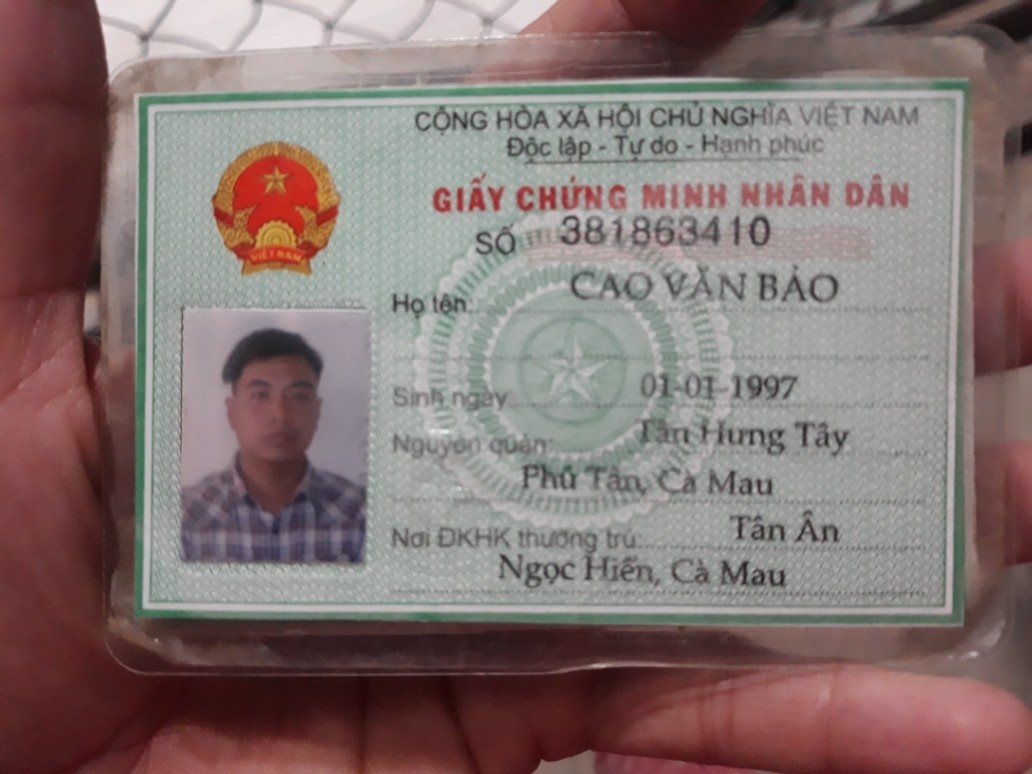 CỘNG HÒA XÃ HỘI CHỦ NGHĨA VIỆT NAM
Độc lập - Tự do - Hạnh phúc
GIẤY CHỨNG MINH NHÂN DÂN
SỐ 381863410
Họ tên: CAO VĂN BẢO
Sinh ngày: 01-01-1997
Nguyên quán: Tân Hưng Tây
Phú Tân, Cà Mau
Nơi ĐKHK thường trú: Tân Ân
Ngọc Hiển, Cà Mau
VIỆT NAM